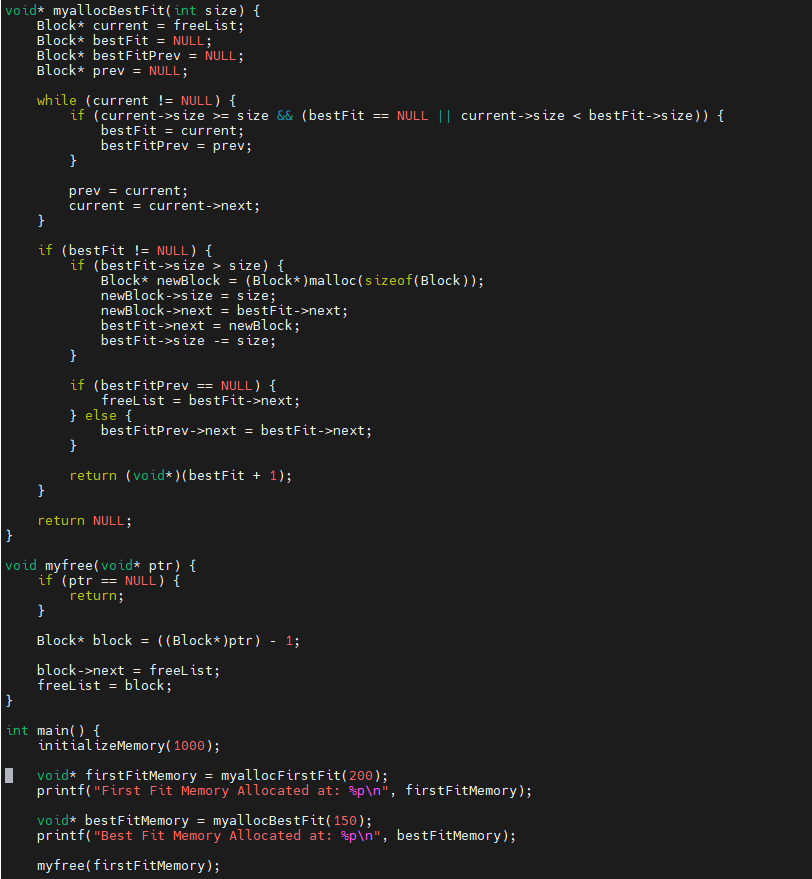 void* myallocBestFit(int size) {
    Block* current = freeList;
    Block* bestFit = NULL;
    Block* bestFitPrev = NULL;
    Block* prev = NULL;

    while (current != NULL) {
        if (current->size >= size && (bestFit == NULL || current->size < bestFit->size)) {
            bestFit = current;
            bestFitPrev = prev;
        }

        prev = current;
        current = current->next;
    }

    if (bestFit != NULL) {
        if (bestFit->size > size) {
            Block* newBlock = (Block*)malloc(sizeof(Block));
            newBlock->size = size;
            newBlock->next = bestFit->next;
            bestFit->next = newBlock;
            bestFit->size -= size;
        }

        if (bestFitPrev == NULL) {
            freeList = bestFit->next;
        } else {
            bestFitPrev->next = bestFit->next;
        }

        return (void*)(bestFit + 1);
    }

    return NULL;
}

void myfree(void* ptr) {
    if (ptr == NULL) {
        return;
    }

    Block* block = ((Block*)ptr) - 1;

    block->next = freeList;
    freeList = block;
}

int main() {
    initializeMemory(1000);

    void* firstFitMemory = myallocFirstFit(200);
    printf("First Fit Memory Allocated at: %p\n", firstFitMemory);

    void* bestFitMemory = myallocBestFit(150);
    printf("Best Fit Memory Allocated at: %p\n", bestFitMemory);

    myfree(firstFitMemory);